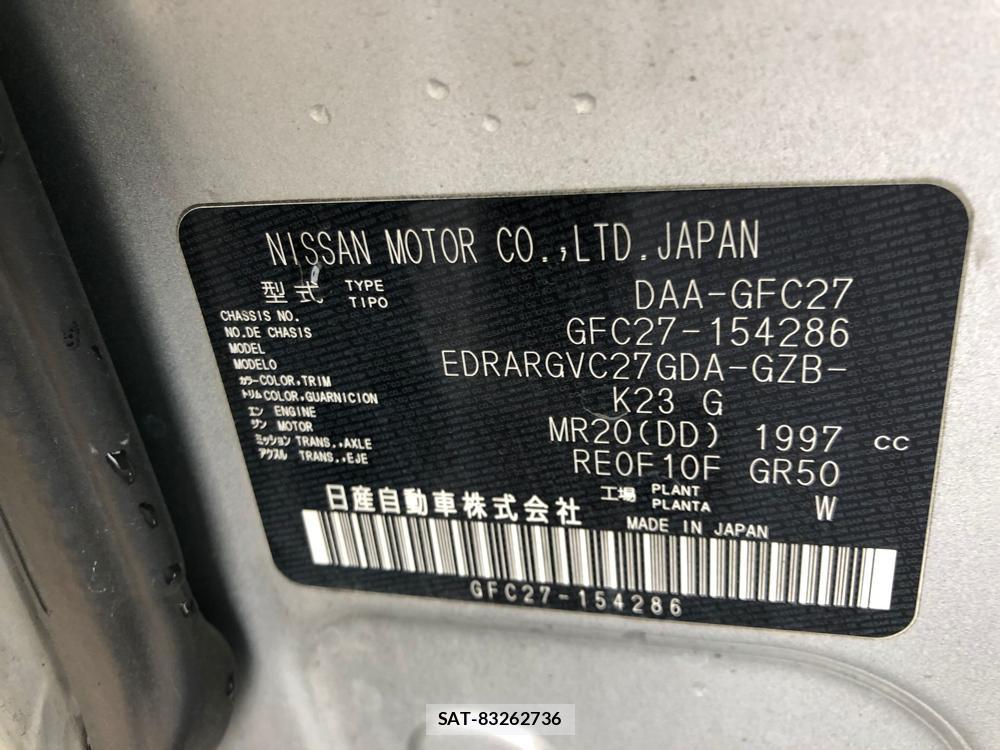 NISSAN MOTOR CO.,LTD.JAPAN
型式 TYPE TIPO DAA-GFC27
CHASSIS NO. NO.DE CHASIS GFC27-154286
MODEL MODELO EDRARGVC27GDA-GZB-
カラー COLOR,TRIM トリム COLOR,GUARNICION K23 G
エンジン ENGINE MOTOR MR20(DD) 1997 cc
ミッション TRANS.,AXLE アクスル TRANS.,EJE RE0F10F GR50
日産自動車株式会社 工場 PLANT PLANTA W
MADE IN JAPAN
GFC27-154286
SAT-83262736